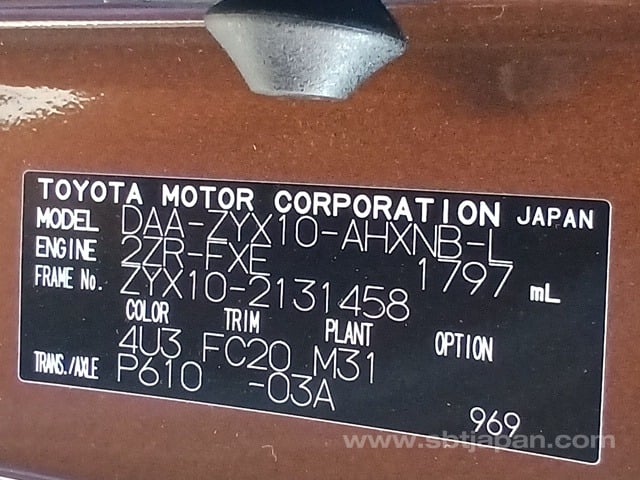 TOYOTA MOTOR CORPORATION JAPAN
MODEL DAA-ZYX10-AHXNB-L
ENGINE 2ZR-FXE 1797 mL
FRAME No. ZYX10-2131458
COLOR TRIM PLANT OPTION
4U3 FC20 M31
TRANS./AXLE P610 -03A
969
www.sbtjapan.com